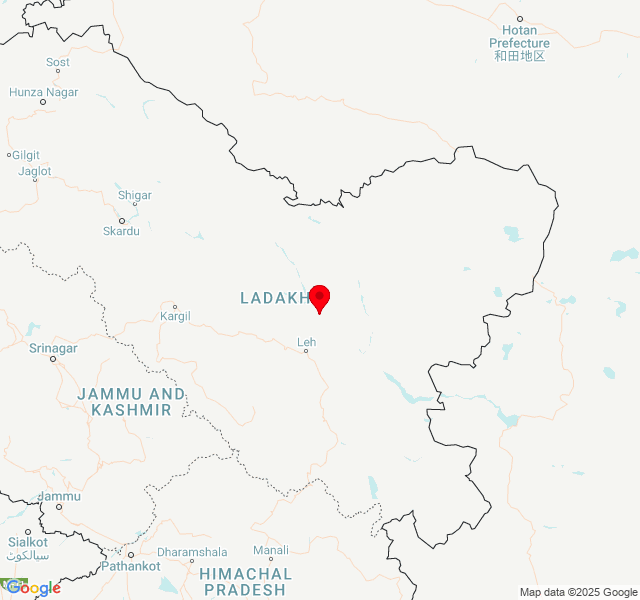 Hotan
Prefecture
和田地区
Sost
Hunza Nagar
Gilgit
Jaglot
Shigar
Skardu
LADAKH
Kargil
Leh
Srinagar
JAMMU AND
KASHMIR
Jammu
Sialkot
سیالکوٹ
Pathankot
Dharamshala
Manali
HIMACHAL
PRADESH
Google
Map data ©2025 Google